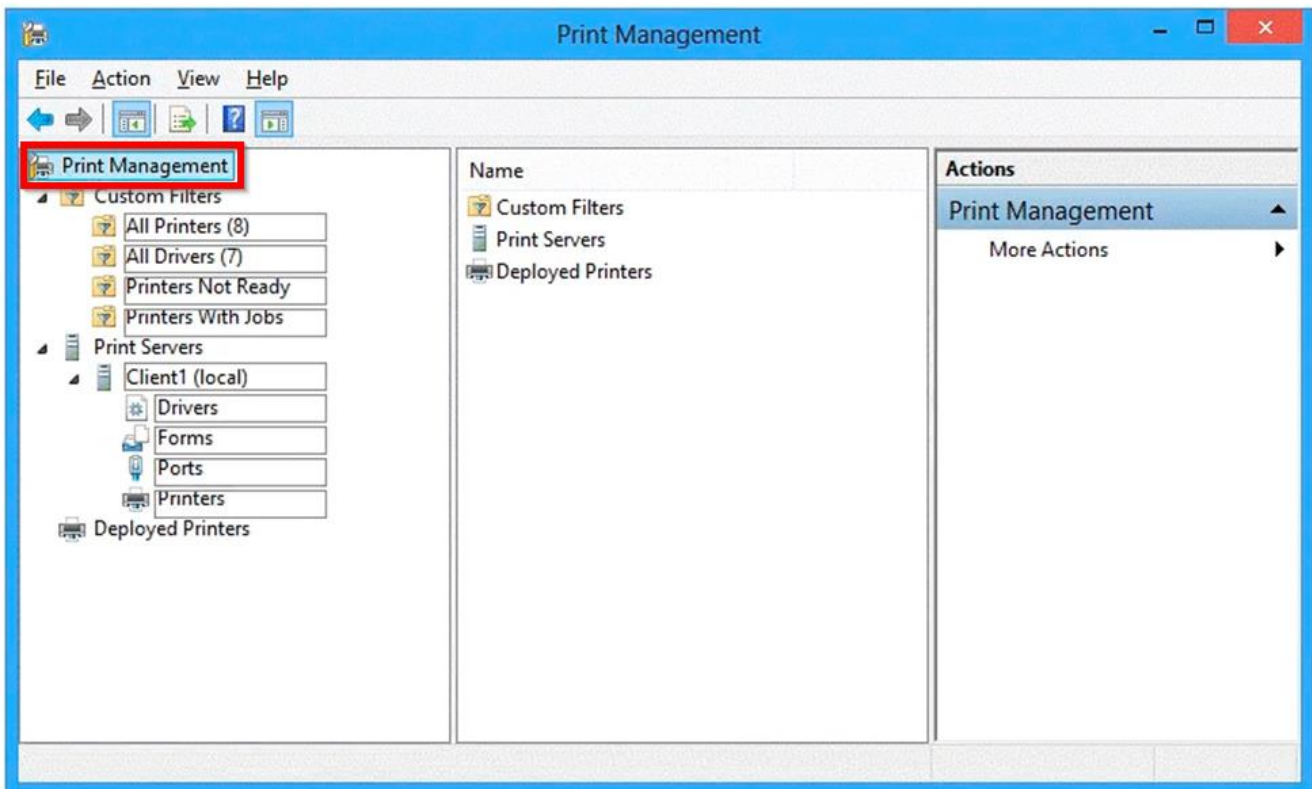 Print Management
File Action View Help
Print Management
Custom Filters
All Printers (8)
All Drivers (7)
Printers Not Ready
Printers With Jobs
Print Servers
Client1 (local)
Drivers
Forms
Ports
Printers
Deployed Printers
Name
Custom Filters
Print Servers
Deployed Printers
Actions
Print Management
More Actions